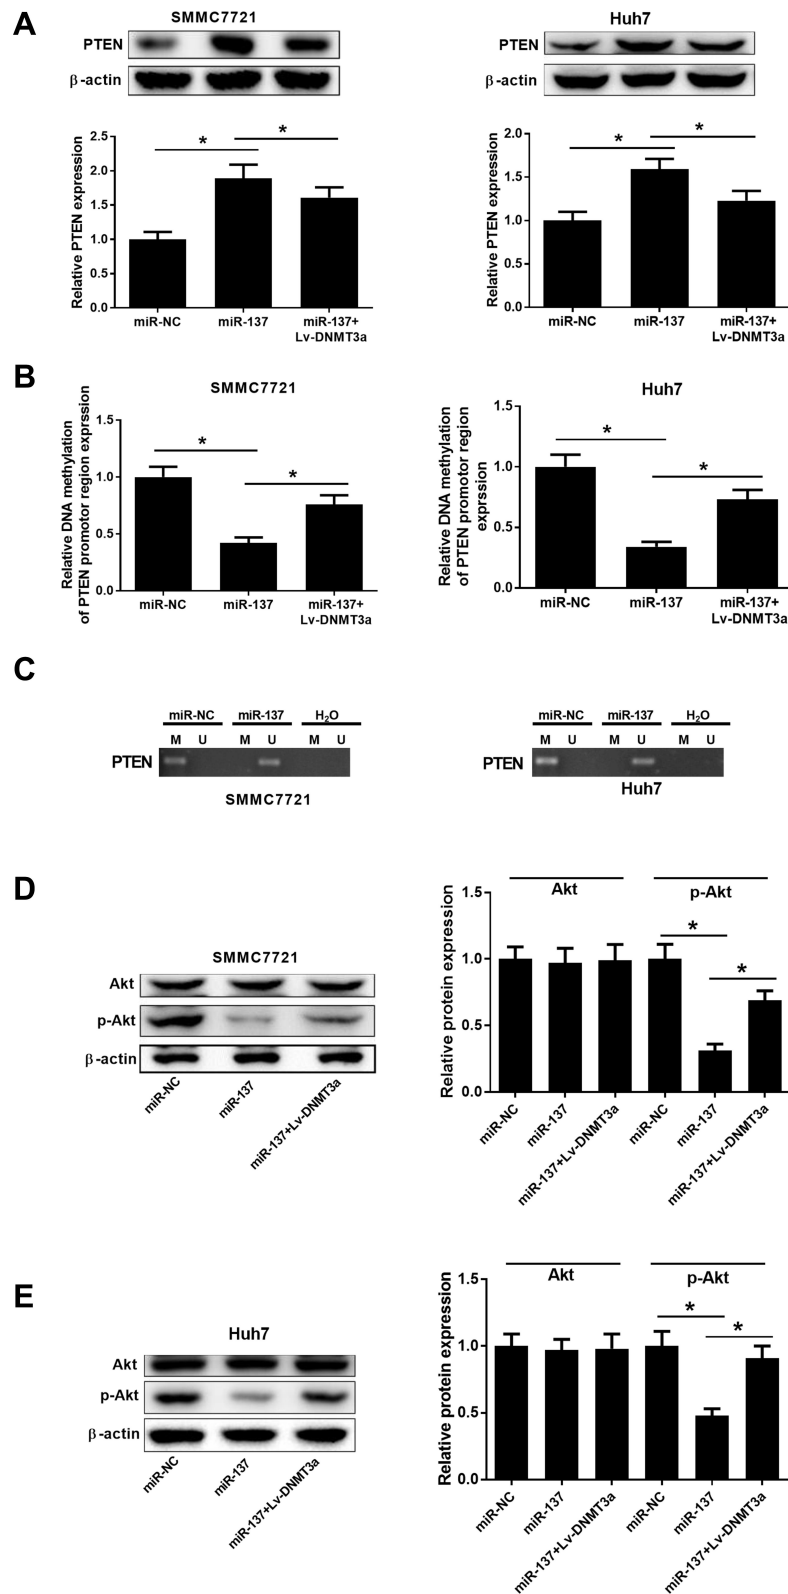 A
SMMC7721
PTEN
β-actin
Relative PTEN expression
2.5
2.0
1.5
1.0
0.5
0.0
*
*
miR-NC
miR-137
miR-137+
Lv-DNMT3a
Huh7
PTEN
β-actin
Relative PTEN expression
2.0
1.5
1.0
0.5
0.0
*
*
miR-NC
miR-137
miR-137+
Lv-DNMT3a
B
SMMC7721
Relative DNA methylation
of PTEN promotor region exprssion
1.5
1.0
0.5
0.0
*
*
miR-NC
miR-137
miR-137+
Lv-DNMT3a
Huh7
Relative DNA methylation
of PTEN promotor region
exprssion
1.5
1.0
0.5
0.0
*
*
miR-NC
miR-137
miR-137+
Lv-DNMT3a
C
miR-NC miR-137 H₂O
M U M U M U
PTEN
SMMC7721
miR-NC miR-137 H₂O
M U M U M U
PTEN
Huh7
D
SMMC7721
Akt
p-Akt
β-actin
miR-NC
miR-137
miR-137+Lv-DNMT3a
Relative protein expression
1.5
1.0
0.5
0.0
Akt
p-Akt
*
*
miR-NC
miR-137
miR-137+Lv-DNMT3a
miR-NC
miR-137
miR-137+Lv-DNMT3a
E
Huh7
Akt
p-Akt
β-actin
miR-NC
miR-137
miR-137+Lv-DNMT3a
Relative protein expression
1.5
1.0
0.5
0.0
Akt
p-Akt
*
*
miR-NC
miR-137
miR-137+Lv-DNMT3a
miR-NC
miR-137
miR-137+Lv-DNMT3a